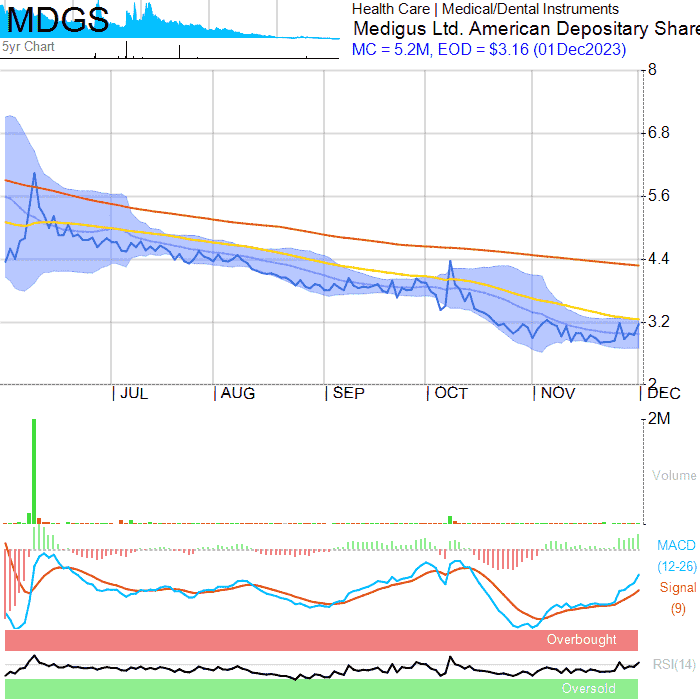 MDGS
Health Care | Medical/Dental Instruments
Medigus Ltd. American Depositary Share
5yr Chart
MC = 5.2M, EOD = $3.16 (01Dec2023)
8
6.8
5.6
4.4
3.2
2
JUL AUG SEP OCT NOV DEC
2M
Volume
MACD
(12-26)
Signal
(9)
Overbought
RSI(14)
Oversold